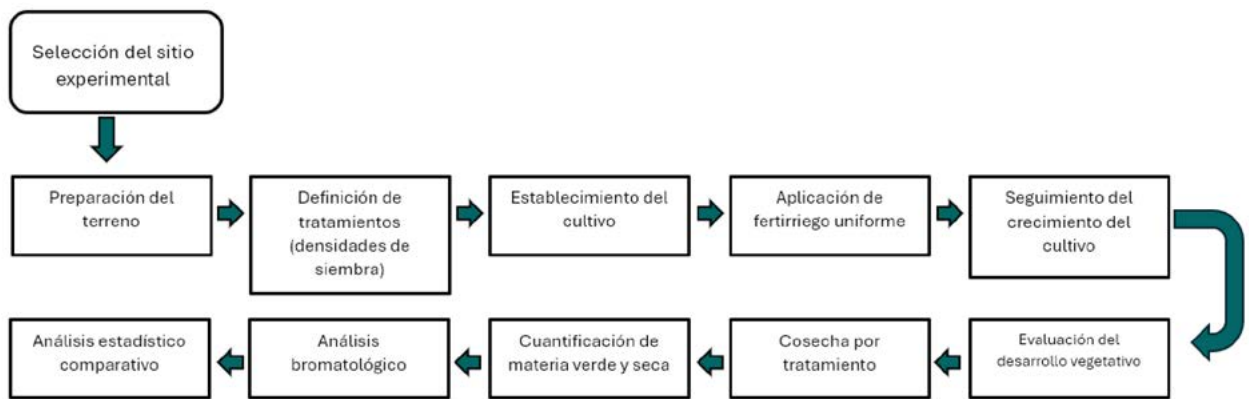 Selección del sitio
experimental
Preparación del
terreno
Definición de
tratamientos
(densidades de
siembra)
Establecimiento del
cultivo
Aplicación de
fertirriego uniforme
Seguimiento del
crecimiento del
cultivo
Evaluación del
desarrollo vegetativo
Cosecha por
tratamiento
Cuantificación de
materia verde y seca
Análisis
bromatológico
Análisis estadístico
comparativo